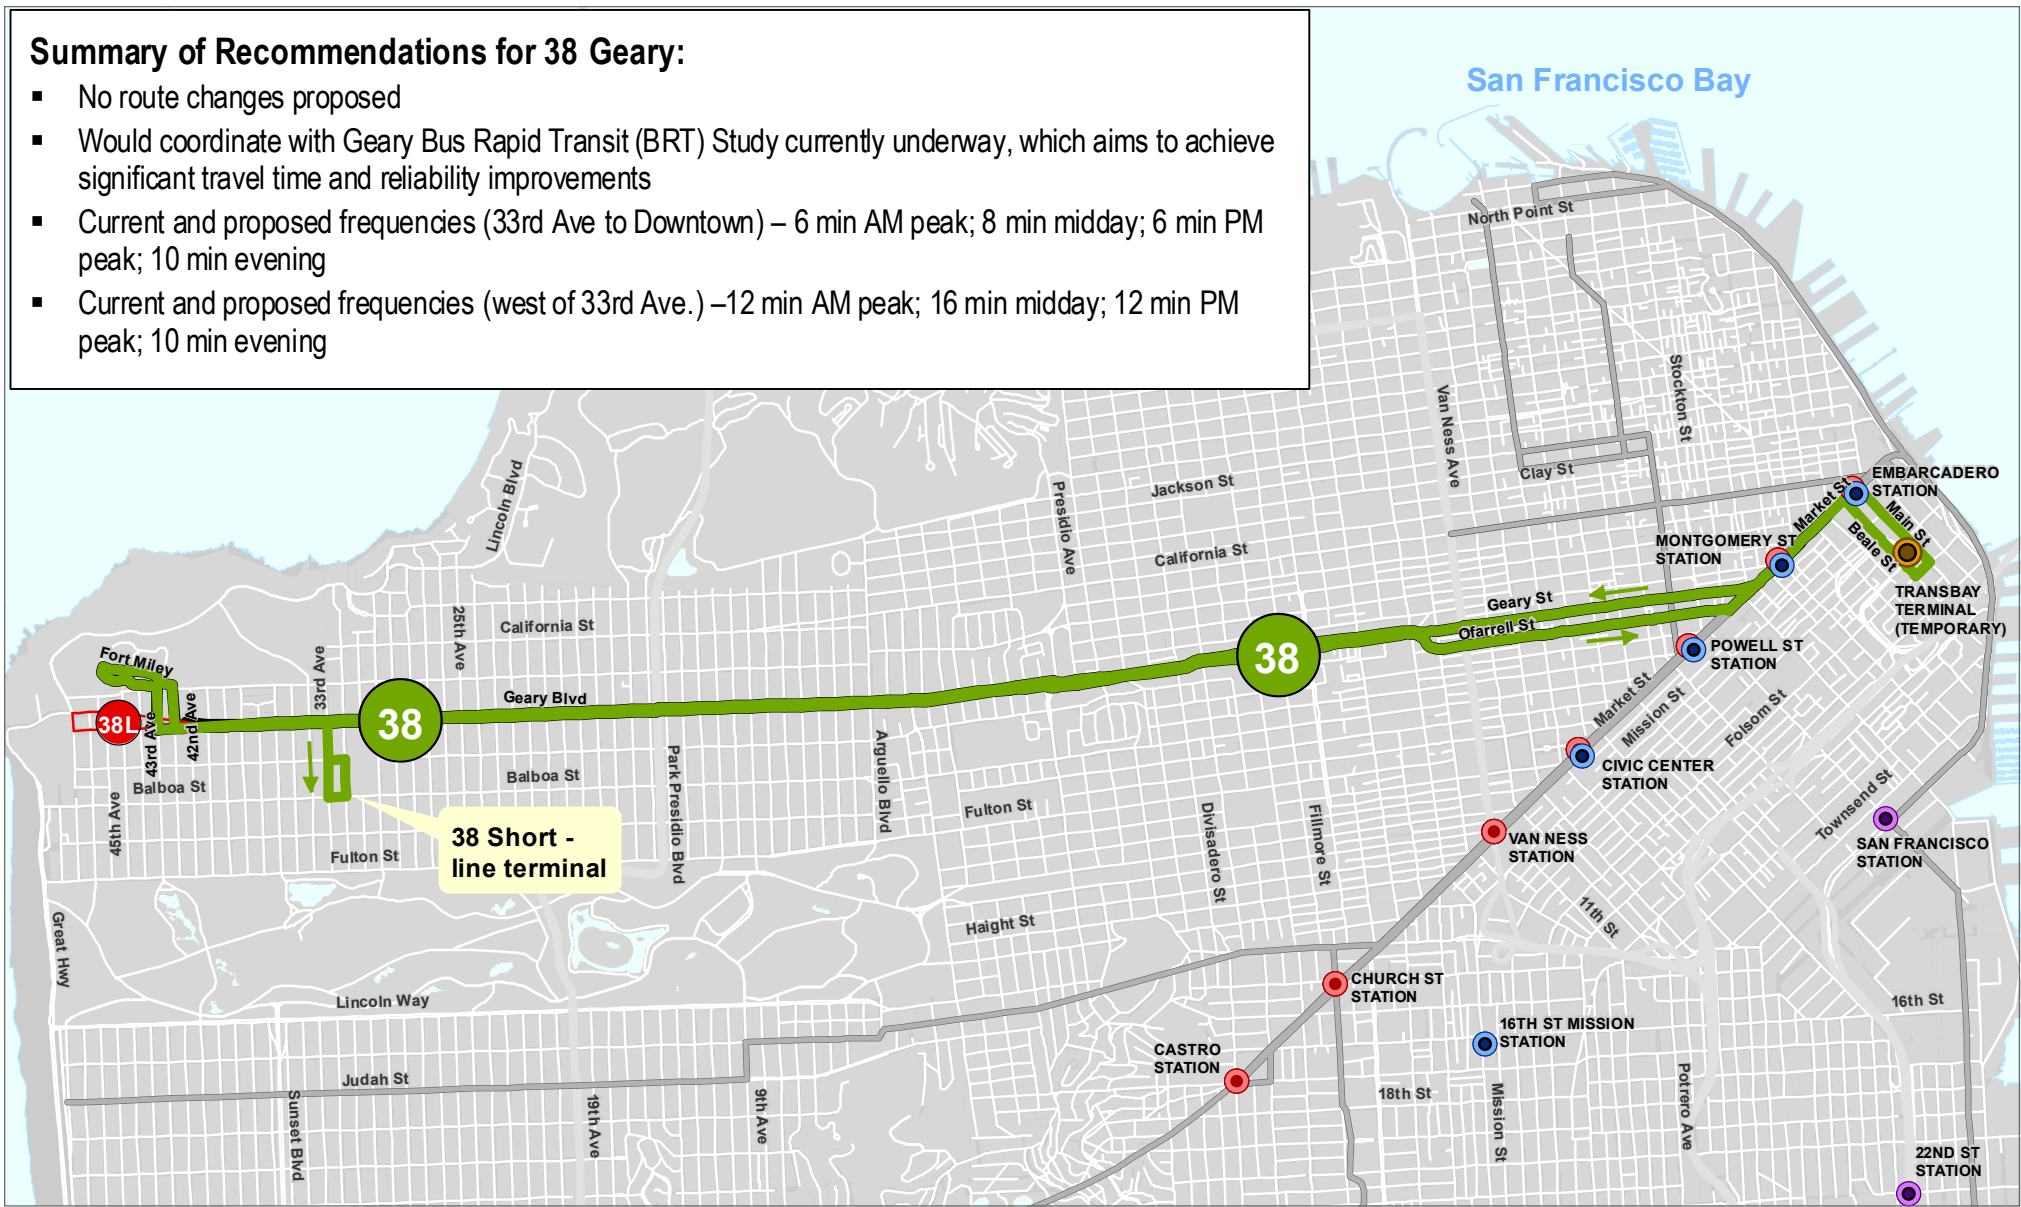 Summary of Recommendations for 38 Geary:
▪ No route changes proposed
▪ Would coordinate with Geary Bus Rapid Transit (BRT) Study currently underway, which aims to achieve
significant travel time and reliability improvements
▪ Current and proposed frequencies (33rd Ave to Downtown) – 6 min AM peak; 8 min midday; 6 min PM
peak; 10 min evening
▪ Current and proposed frequencies (west of 33rd Ave.) –12 min AM peak; 16 min midday; 12 min PM
peak; 10 min evening
San Francisco Bay
North Point St
Stockton St
Van Ness Ave
Clay St
Lincoln Blvd
Presidio Ave
Jackson St
California St
EMBARCADERO
STATION
Market St
Main St
Beale St
MONTGOMERY ST
STATION
TRANSBAY
TERMINAL
(TEMPORARY)
Geary St
Ofarrell St
38
POWELL ST
STATION
25th Ave
California St
33rd Ave
Fort Miley
Geary Blvd
38
38L
43rd Ave
42nd Ave
Market St
Mission St
Folsom St
CIVIC CENTER
STATION
Balboa St
Balboa St
45th Ave
Park Presidio Blvd
Arguello Blvd
Fulton St
Divisadero St
Fillmore St
Townsend St
SAN FRANCISCO
STATION
VAN NESS
STATION
38 Short -
line terminal
Fulton St
Great Hwy
Haight St
11th St
CHURCH ST
STATION
Lincoln Way
16th St
16TH ST MISSION
STATION
CASTRO
STATION
Judah St
Sunset Blvd
19th Ave
9th Ave
18th St
Mission St
Potrero Ave
22ND ST
STATION